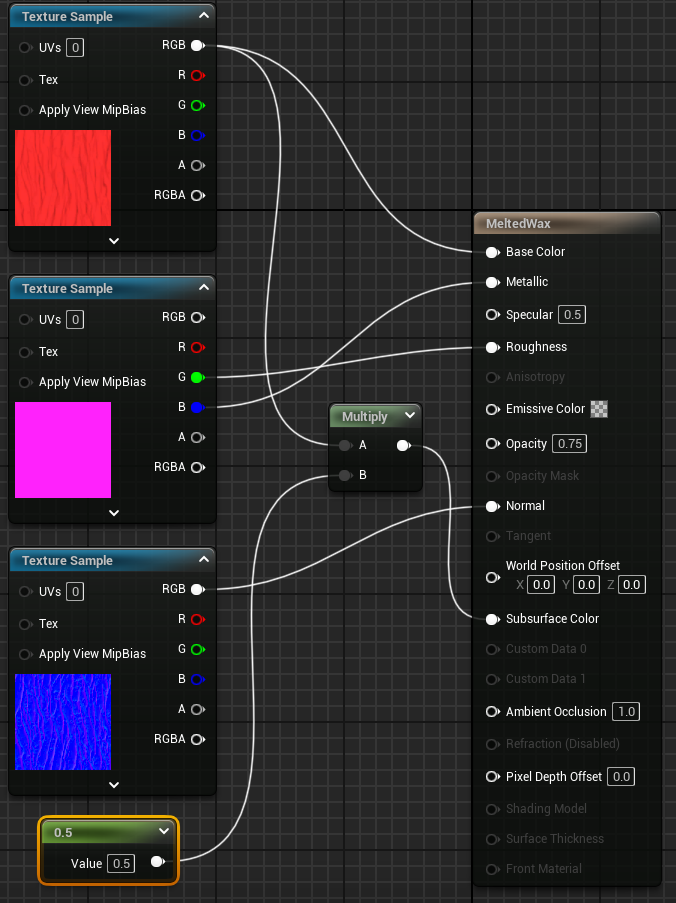 Texture Sample
UVs 0
RGB
R
Tex
G
Apply View MipBias
B
A
RGBA
Texture Sample
UVs 0
RGB
R
Tex
G
Apply View MipBias
B
A
RGBA
Texture Sample
UVs 0
RGB
R
Tex
G
Apply View MipBias
B
A
RGBA
0.5
Value 0.5
Multiply
A
B
MeltedWax
Base Color
Metallic
Specular 0.5
Roughness
Anisotropy
Emissive Color
Opacity 0.75
Opacity Mask
Normal
Tangent
World Position Offset
X 0.0 Y 0.0 Z 0.0
Subsurface Color
Custom Data 0
Custom Data 1
Ambient Occlusion 1.0
Refraction (Disabled)
Pixel Depth Offset 0.0
Shading Model
Surface Thickness
Front Material